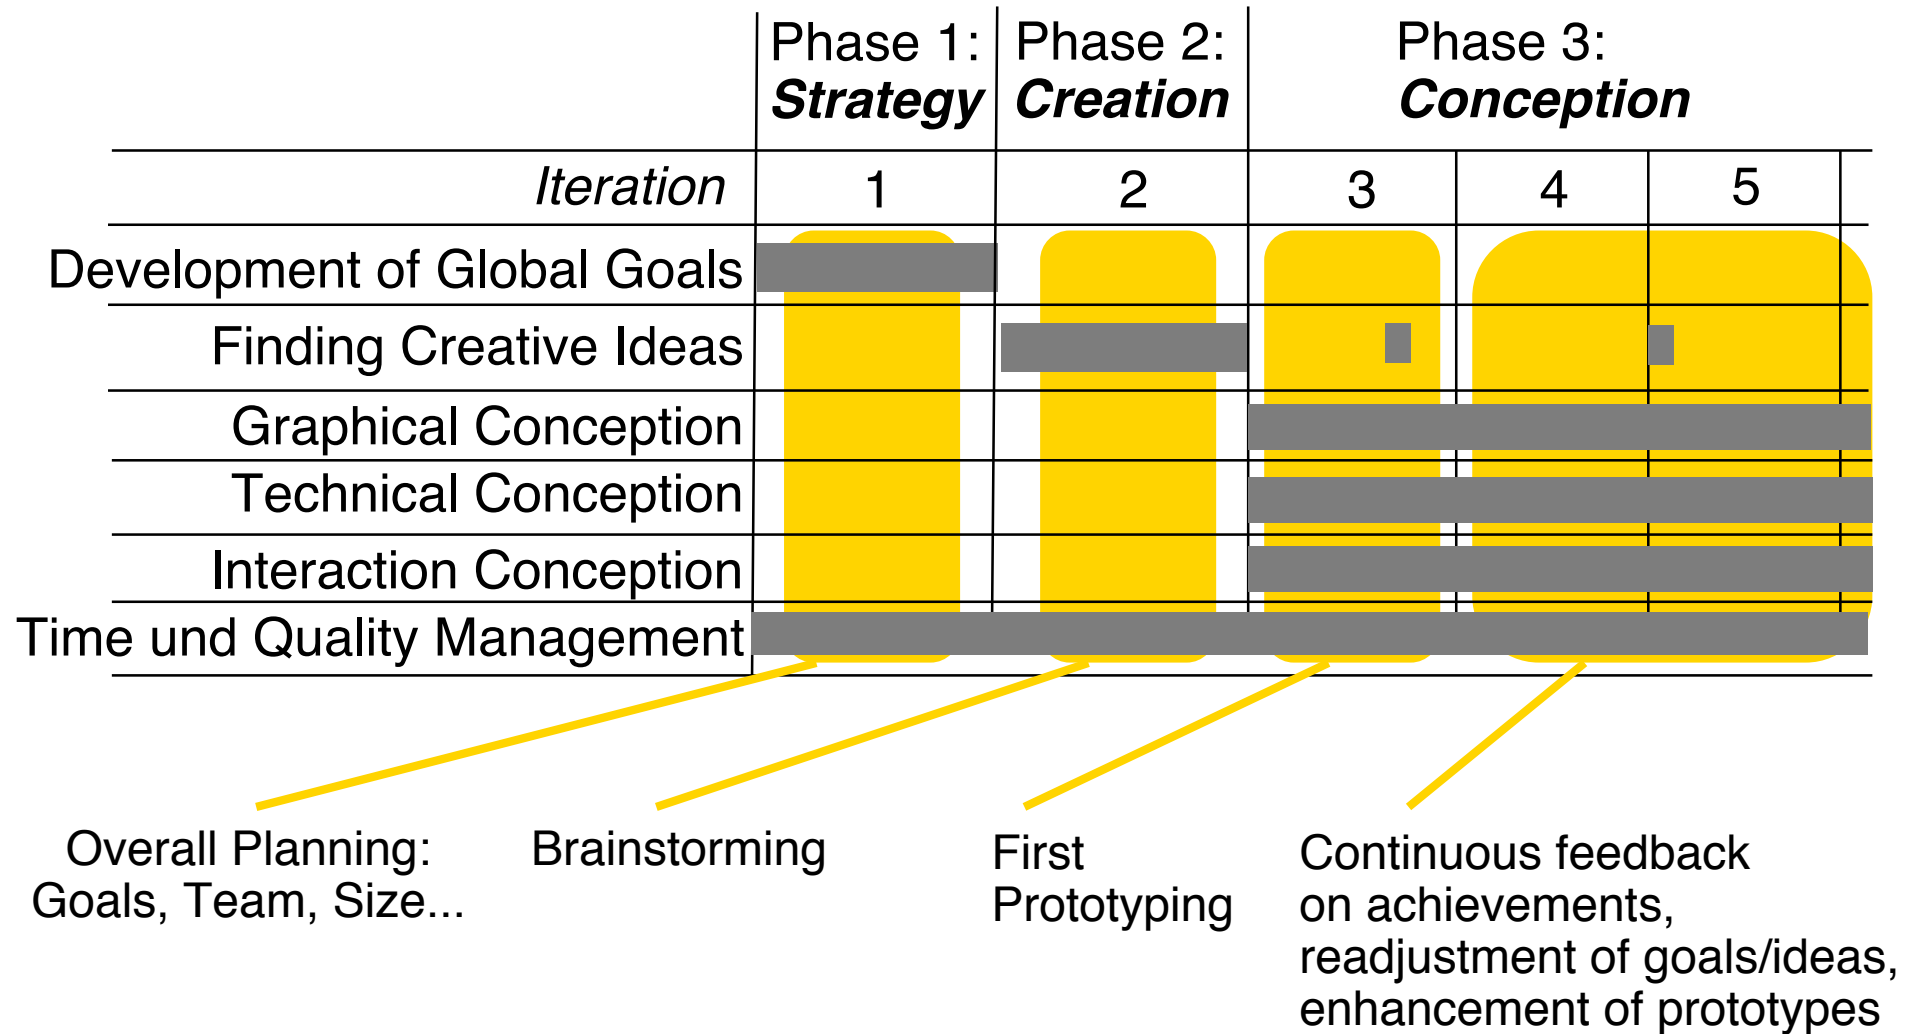 Phase 1: Phase 2: Phase 3:
Strategy Creation Conception
Iteration 1 2 3 4 5
Development of Global Goals
Finding Creative Ideas
Graphical Conception
Technical Conception
Interaction Conception
Time und Quality Management
Overall Planning:
Goals, Team, Size...
Brainstorming
First
Prototyping
Continuous feedback
on achievements,
readjustment of goals/ideas,
enhancement of prototypes